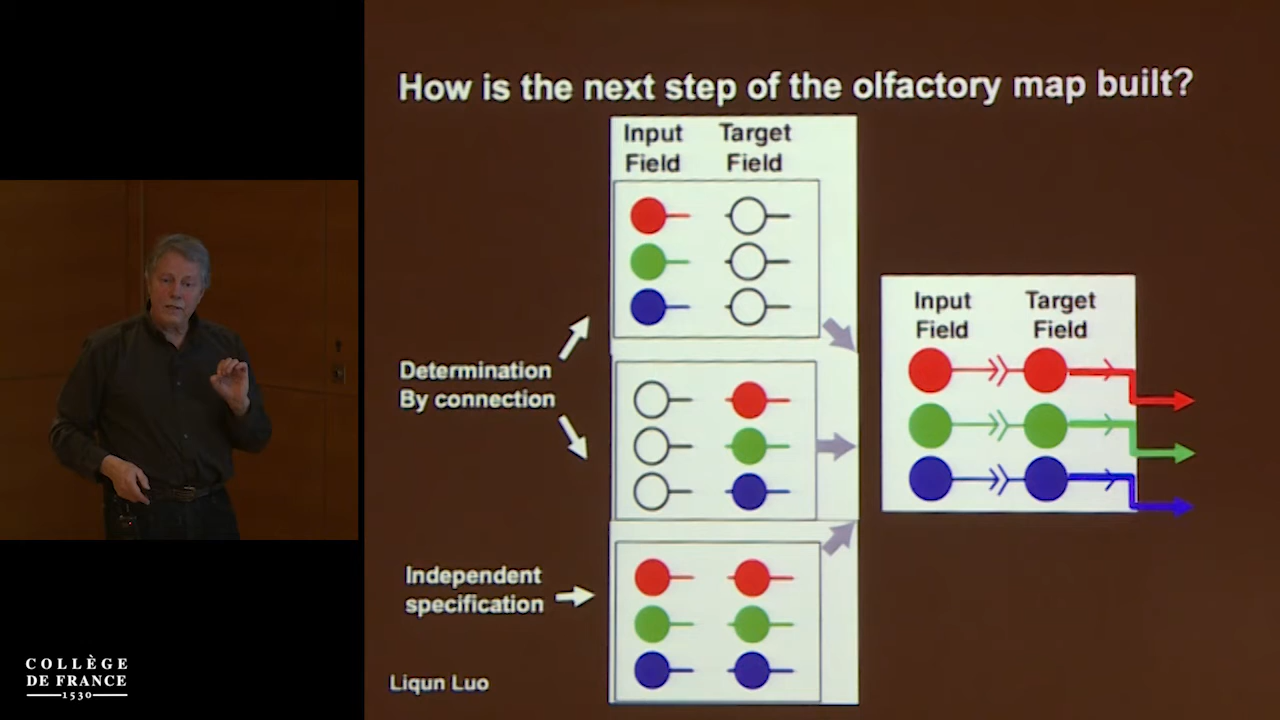 How is the next step of the olfactory map built?
Input Field
Target Field
Determination
By connection
Independent
specification
Input Field
Target Field
Liqun Luo
COLLÈGE
DE FRANCE
1530